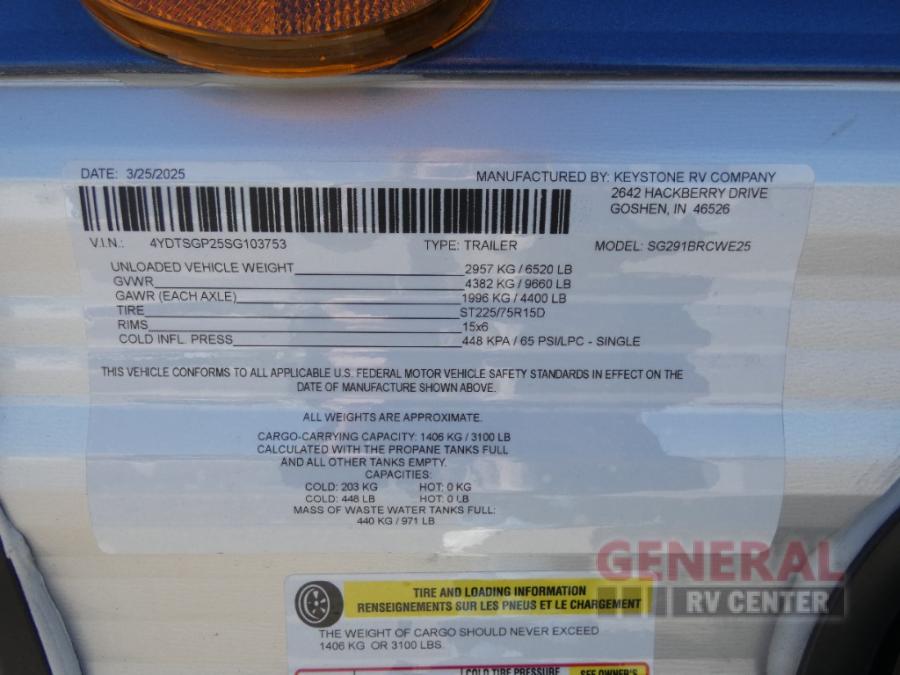 DATE: 3/25/2025 MANUFACTURED BY: KEYSTONE RV COMPANY
2642 HACKBERRY DRIVE
GOSHEN, IN 46526
V.I.N.: 4YDTSGP25SG103753 TYPE: TRAILER MODEL: SG291BRCWE25
UNLOADED VEHICLE WEIGHT 2957 KG / 6520 LB
GVWR 4382 KG / 9660 LB
GAWR (EACH AXLE) 1996 KG / 4400 LB
TIRE ST225/75R15D
RIMS 15x6
COLD INFL. PRESS 448 KPA / 65 PSI/LPC - SINGLE
THIS VEHICLE CONFORMS TO ALL APPLICABLE U.S. FEDERAL MOTOR VEHICLE SAFETY STANDARDS IN EFFECT ON THE
DATE OF MANUFACTURE SHOWN ABOVE.
ALL WEIGHTS ARE APPROXIMATE.
CARGO-CARRYING CAPACITY: 1406 KG / 3100 LB
CALCULATED WITH THE PROPANE TANKS FULL
AND ALL OTHER TANKS EMPTY.
CAPACITIES:
COLD: 203 KG HOT: 0 KG
COLD: 448 LB HOT: 0 LB
MASS OF WASTE WATER TANKS FULL:
440 KG / 971 LB
GENERAL
RV CENTER
TIRE AND LOADING INFORMATION
RENSEIGNEMENTS SUR LES PNEUS ET LE CHARGEMENT
THE WEIGHT OF CARGO SHOULD NEVER EXCEED
1406 KG OR 3100 LBS.
COLD TIRE PRESSURE SEE OWNER'S